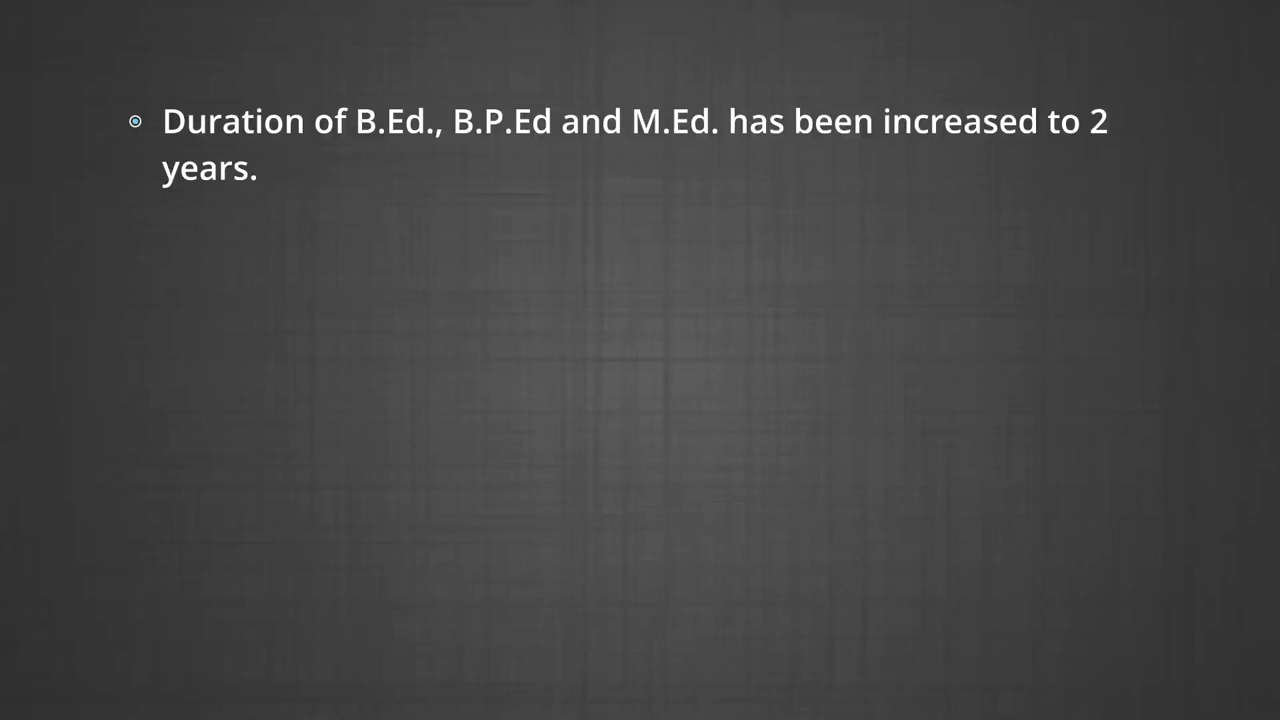 Duration of B.Ed., B.P.Ed and M.Ed. has been increased to 2
years.